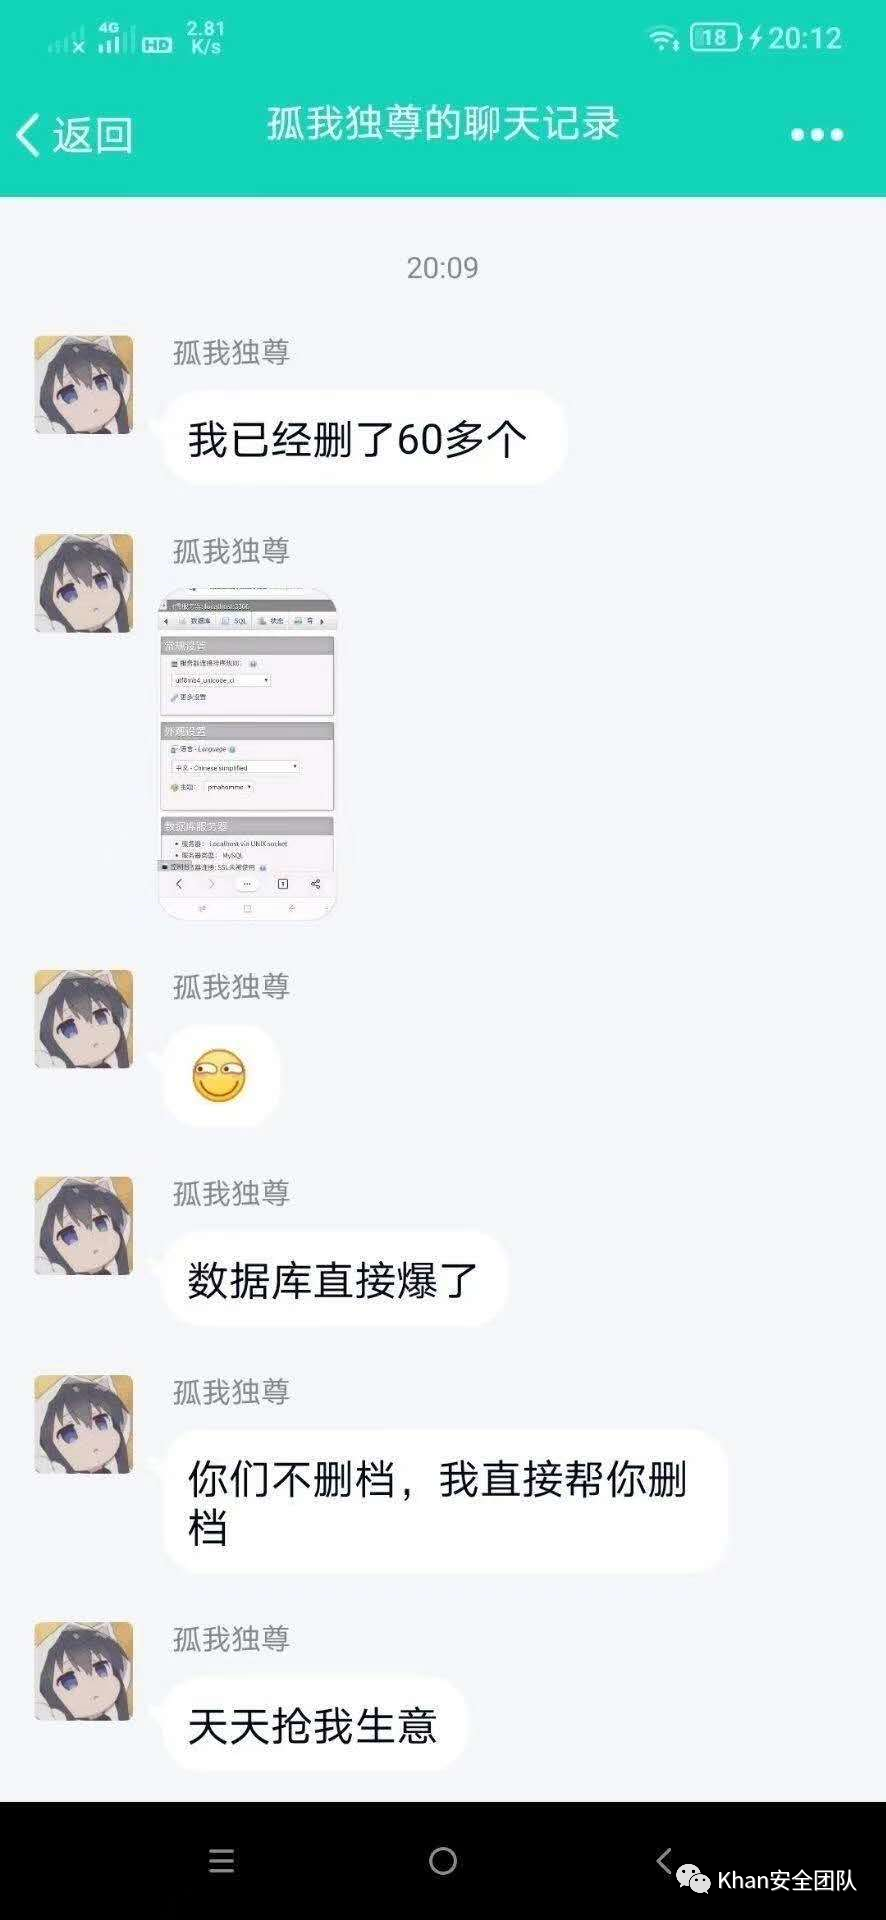 4G
HD
2.81
K/s
18
20:12
返回
孤我独尊的聊天记录
20:09
孤我独尊
我已经删了60多个
孤我独尊
数据库
SQL
状态
常规设置
服务器连接排序规则：
utf8mb4_unicode_ci
更多设置
外观设置
语言 - Language
中文 - Chinese simplified
主题：
pmahomme
数据库服务器
服务器： Localhost via UNIX socket
服务器类型： MySQL
孤我独尊
孤我独尊
数据库直接爆了
孤我独尊
你们不删档，我直接帮你删
档
孤我独尊
天天抢我生意
Khan安全团队